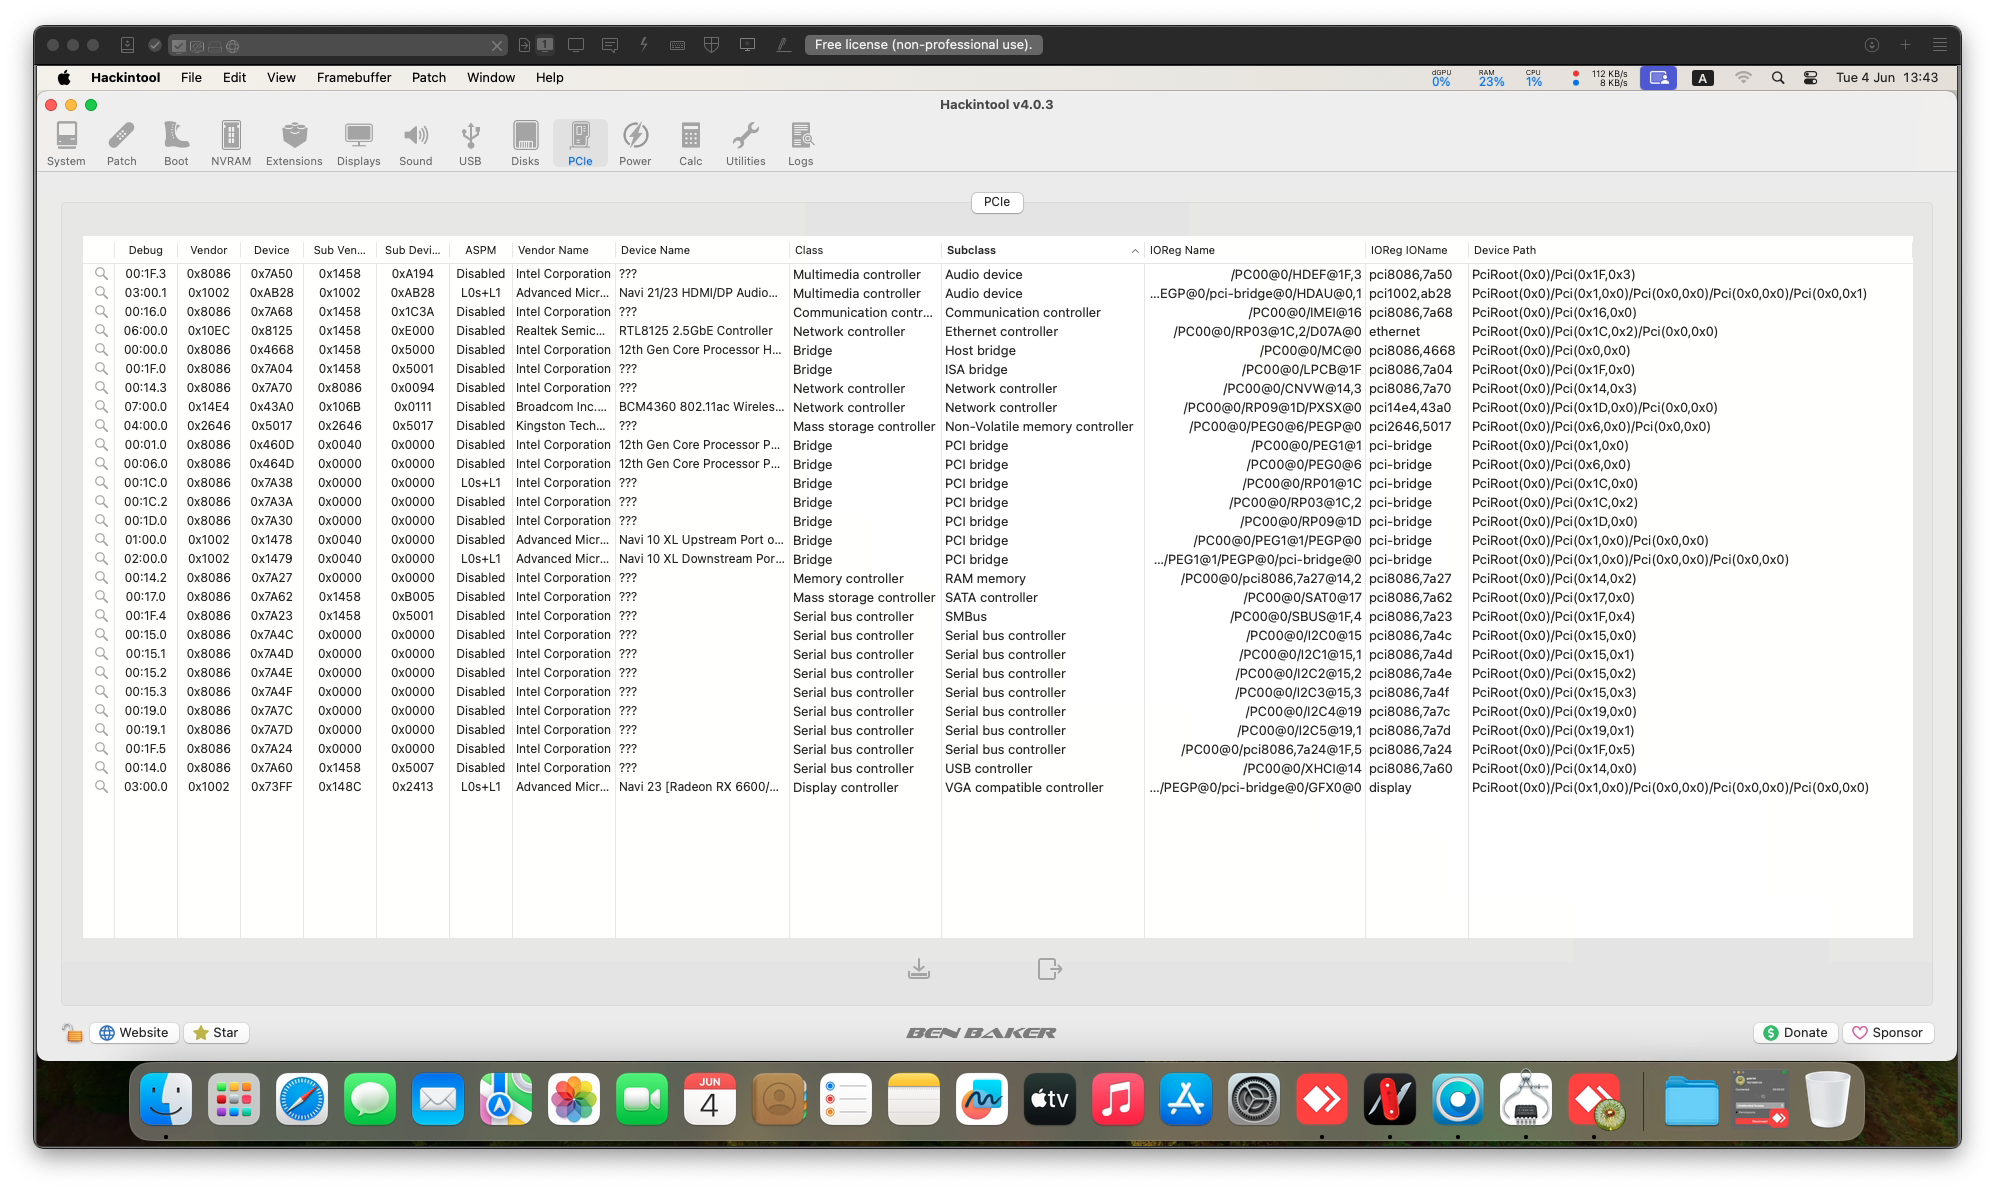 1 Free license (non-professional use).
Hackintool File Edit View Framebuffer Patch Window Help dGPU 0% RAM 23% CPU 1% 112 KB/s 8 KB/s A Tue 4 Jun 13:43
Hackintool v4.0.3
System Patch Boot NVRAM Extensions Displays Sound USB Disks PCIe Power Calc Utilities Logs
PCIe
Debug Vendor Device Sub Ven... Sub Devi... ASPM Vendor Name Device Name Class Subclass IOReg Name IOReg IOName Device Path
00:1F.3 0x8086 0x7A50 0x1458 0xA194 Disabled Intel Corporation ??? Multimedia controller Audio device /PC00@0/HDEF@1F,3 pci8086,7a50 PciRoot(0x0)/Pci(0x1F,0x3)
03:00.1 0x1002 0xAB28 0x1002 0xAB28 L0s+L1 Advanced Micr... Navi 21/23 HDMI/DP Audio... Multimedia controller Audio device ...EGP@0/pci-bridge@0/HDAU@0,1 pci1002,ab28 PciRoot(0x0)/Pci(0x1,0x0)/Pci(0x0,0x0)/Pci(0x0,0x0)/Pci(0x0,0x1)
00:16.0 0x8086 0x7A68 0x1458 0x1C3A Disabled Intel Corporation ??? Communication contr... Communication controller /PC00@0/IMEI@16 pci8086,7a68 PciRoot(0x0)/Pci(0x16,0x0)
06:00.0 0x10EC 0x8125 0x1458 0xE000 Disabled Realtek Semic... RTL8125 2.5GbE Controller Network controller Ethernet controller /PC00@0/RP03@1C,2/D07A@0 ethernet PciRoot(0x0)/Pci(0x1C,0x2)/Pci(0x0,0x0)
00:00.0 0x8086 0x4668 0x1458 0x5000 Disabled Intel Corporation 12th Gen Core Processor H... Bridge Host bridge /PC00@0/MC@0 pci8086,4668 PciRoot(0x0)/Pci(0x0,0x0)
00:1F.0 0x8086 0x7A04 0x1458 0x5001 Disabled Intel Corporation ??? Bridge ISA bridge /PC00@0/LPCB@1F pci8086,7a04 PciRoot(0x0)/Pci(0x1F,0x0)
00:14.3 0x8086 0x7A70 0x8086 0x0094 Disabled Intel Corporation ??? Network controller Network controller /PC00@0/CNVW@14,3 pci8086,7a70 PciRoot(0x0)/Pci(0x14,0x3)
07:00.0 0x14E4 0x43A0 0x106B 0x0111 Disabled Broadcom Inc.... BCM4360 802.11ac Wireles... Network controller Network controller /PC00@0/RP09@1D/PXSX@0 pci14e4,43a0 PciRoot(0x0)/Pci(0x1D,0x0)/Pci(0x0,0x0)
04:00.0 0x2646 0x5017 0x2646 0x5017 Disabled Kingston Tech... ??? Mass storage controller Non-Volatile memory controller /PC00@0/PEG0@6/PEGP@0 pci2646,5017 PciRoot(0x0)/Pci(0x6,0x0)/Pci(0x0,0x0)
00:01.0 0x8086 0x460D 0x0040 0x0000 Disabled Intel Corporation 12th Gen Core Processor P... Bridge PCI bridge /PC00@0/PEG1@1 pci-bridge PciRoot(0x0)/Pci(0x1,0x0)
00:06.0 0x8086 0x464D 0x0000 0x0000 Disabled Intel Corporation 12th Gen Core Processor P... Bridge PCI bridge /PC00@0/PEG0@6 pci-bridge PciRoot(0x0)/Pci(0x6,0x0)
00:1C.0 0x8086 0x7A38 0x0000 0x0000 L0s+L1 Intel Corporation ??? Bridge PCI bridge /PC00@0/RP01@1C pci-bridge PciRoot(0x0)/Pci(0x1C,0x0)
00:1C.2 0x8086 0x7A3A 0x0000 0x0000 Disabled Intel Corporation ??? Bridge PCI bridge /PC00@0/RP03@1C,2 pci-bridge PciRoot(0x0)/Pci(0x1C,0x2)
00:1D.0 0x8086 0x7A30 0x0000 0x0000 Disabled Intel Corporation ??? Bridge PCI bridge /PC00@0/RP09@1D pci-bridge PciRoot(0x0)/Pci(0x1D,0x0)
01:00.0 0x1002 0x1478 0x0040 0x0000 Disabled Advanced Micr... Navi 10 XL Upstream Port o... Bridge PCI bridge /PC00@0/PEG1@1/PEGP@0 pci-bridge PciRoot(0x0)/Pci(0x1,0x0)/Pci(0x0,0x0)
02:00.0 0x1002 0x1479 0x0040 0x0000 L0s+L1 Advanced Micr... Navi 10 XL Downstream Por... Bridge PCI bridge .../PEG1@1/PEGP@0/pci-bridge@0 pci-bridge PciRoot(0x0)/Pci(0x1,0x0)/Pci(0x0,0x0)/Pci(0x0,0x0)
00:14.2 0x8086 0x7A27 0x0000 0x0000 Disabled Intel Corporation ??? Memory controller RAM memory /PC00@0/pci8086,7a27@14,2 pci8086,7a27 PciRoot(0x0)/Pci(0x14,0x2)
00:17.0 0x8086 0x7A62 0x1458 0xB005 Disabled Intel Corporation ??? Mass storage controller SATA controller /PC00@0/SAT0@17 pci8086,7a62 PciRoot(0x0)/Pci(0x17,0x0)
00:1F.4 0x8086 0x7A23 0x1458 0x5001 Disabled Intel Corporation ??? Serial bus controller SMBus /PC00@0/SBUS@1F,4 pci8086,7a23 PciRoot(0x0)/Pci(0x1F,0x4)
00:15.0 0x8086 0x7A4C 0x0000 0x0000 Disabled Intel Corporation ??? Serial bus controller Serial bus controller /PC00@0/I2C0@15 pci8086,7a4c PciRoot(0x0)/Pci(0x15,0x0)
00:15.1 0x8086 0x7A4D 0x0000 0x0000 Disabled Intel Corporation ??? Serial bus controller Serial bus controller /PC00@0/I2C1@15,1 pci8086,7a4d PciRoot(0x0)/Pci(0x15,0x1)
00:15.2 0x8086 0x7A4E 0x0000 0x0000 Disabled Intel Corporation ??? Serial bus controller Serial bus controller /PC00@0/I2C2@15,2 pci8086,7a4e PciRoot(0x0)/Pci(0x15,0x2)
00:15.3 0x8086 0x7A4F 0x0000 0x0000 Disabled Intel Corporation ??? Serial bus controller Serial bus controller /PC00@0/I2C3@15,3 pci8086,7a4f PciRoot(0x0)/Pci(0x15,0x3)
00:19.0 0x8086 0x7A7C 0x0000 0x0000 Disabled Intel Corporation ??? Serial bus controller Serial bus controller /PC00@0/I2C4@19 pci8086,7a7c PciRoot(0x0)/Pci(0x19,0x0)
00:19.1 0x8086 0x7A7D 0x0000 0x0000 Disabled Intel Corporation ??? Serial bus controller Serial bus controller /PC00@0/I2C5@19,1 pci8086,7a7d PciRoot(0x0)/Pci(0x19,0x1)
00:1F.5 0x8086 0x7A24 0x0000 0x0000 Disabled Intel Corporation ??? Serial bus controller Serial bus controller /PC00@0/pci8086,7a24@1F,5 pci8086,7a24 PciRoot(0x0)/Pci(0x1F,0x5)
00:14.0 0x8086 0x7A60 0x1458 0x5007 Disabled Intel Corporation ??? Serial bus controller USB controller /PC00@0/XHCI@14 pci8086,7a60 PciRoot(0x0)/Pci(0x14,0x0)
03:00.0 0x1002 0x73FF 0x148C 0x2413 L0s+L1 Advanced Micr... Navi 23 [Radeon RX 6600/... Display controller VGA compatible controller .../PEGP@0/pci-bridge@0/GFX0@0 display PciRoot(0x0)/Pci(0x1,0x0)/Pci(0x0,0x0)/Pci(0x0,0x0)/Pci(0x0,0x0)
Website Star BEN BAKER Donate Sponsor
JUN
4
tv